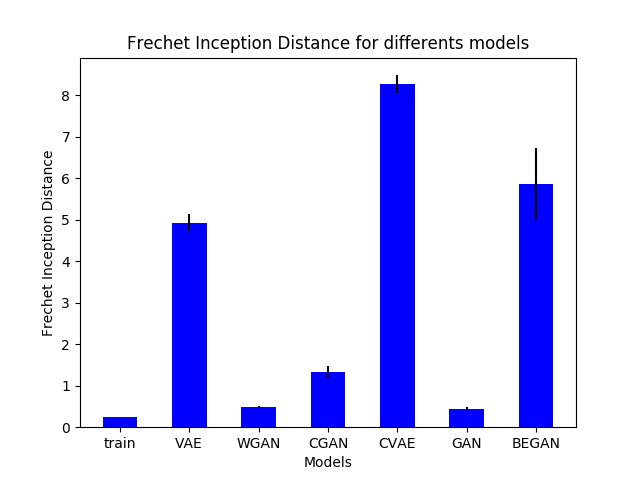 Frechet Inception Distance for differents models
Frechet Inception Distance
8
7
6
5
4
3
2
1
0
train VAE WGAN CGAN CVAE GAN BEGAN
Models